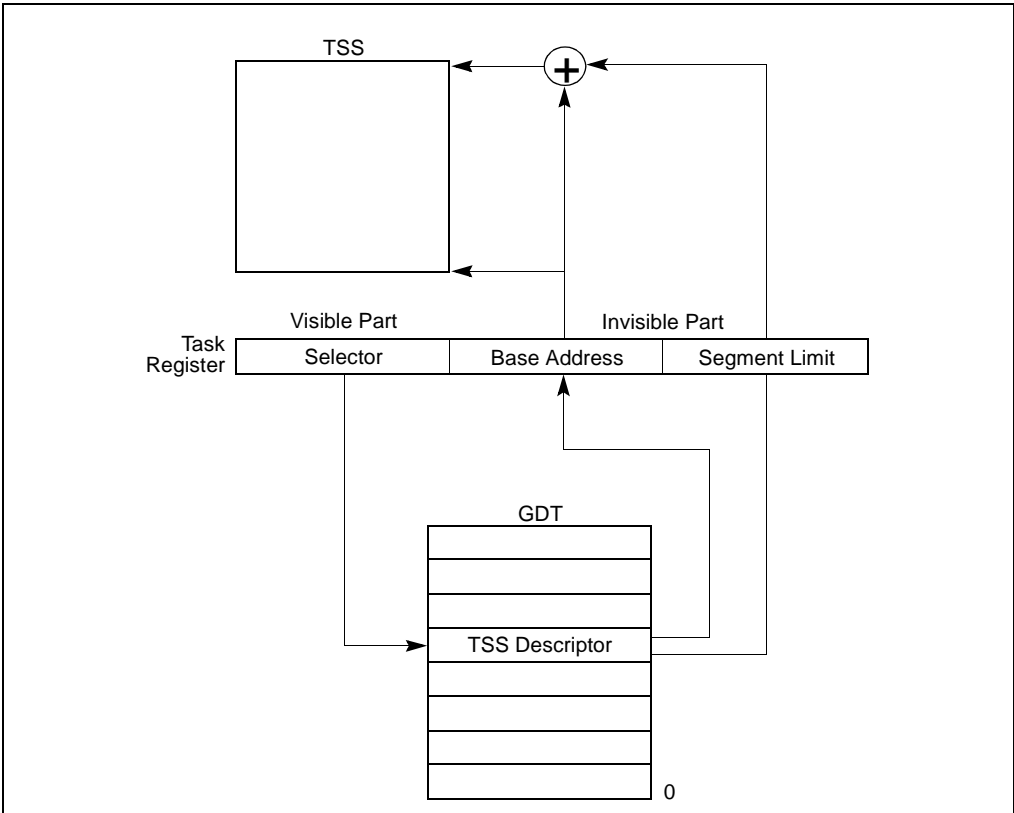 TSS
+
Visible Part
Invisible Part
Task
Register
Selector
Base Address
Segment Limit
GDT
TSS Descriptor
0